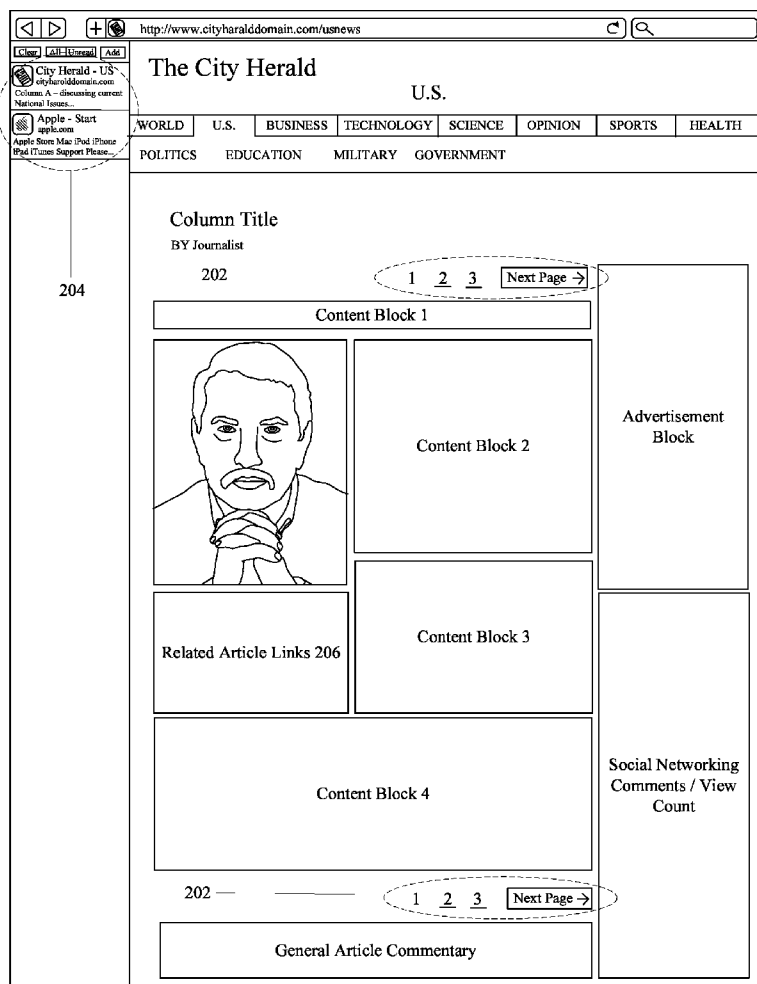 http://www.cityharalddomain.com/usnews
Clear All Unread Add
City Herald - US
cityharolddomain.com
Column A – discussing current
National Issues...
Apple - Start
apple.com
Apple Store Mac iPod iPhone
iPad iTunes Support Please...
204
The City Herald
U.S.
WORLD U.S. BUSINESS TECHNOLOGY SCIENCE OPINION SPORTS HEALTH
POLITICS EDUCATION MILITARY GOVERNMENT
Column Title
BY Journalist
202
1 2 3 Next Page →
Content Block 1
Content Block 2
Advertisement
Block
Related Article Links 206
Content Block 3
Content Block 4
Social Networking
Comments / View
Count
202
1 2 3 Next Page →
General Article Commentary